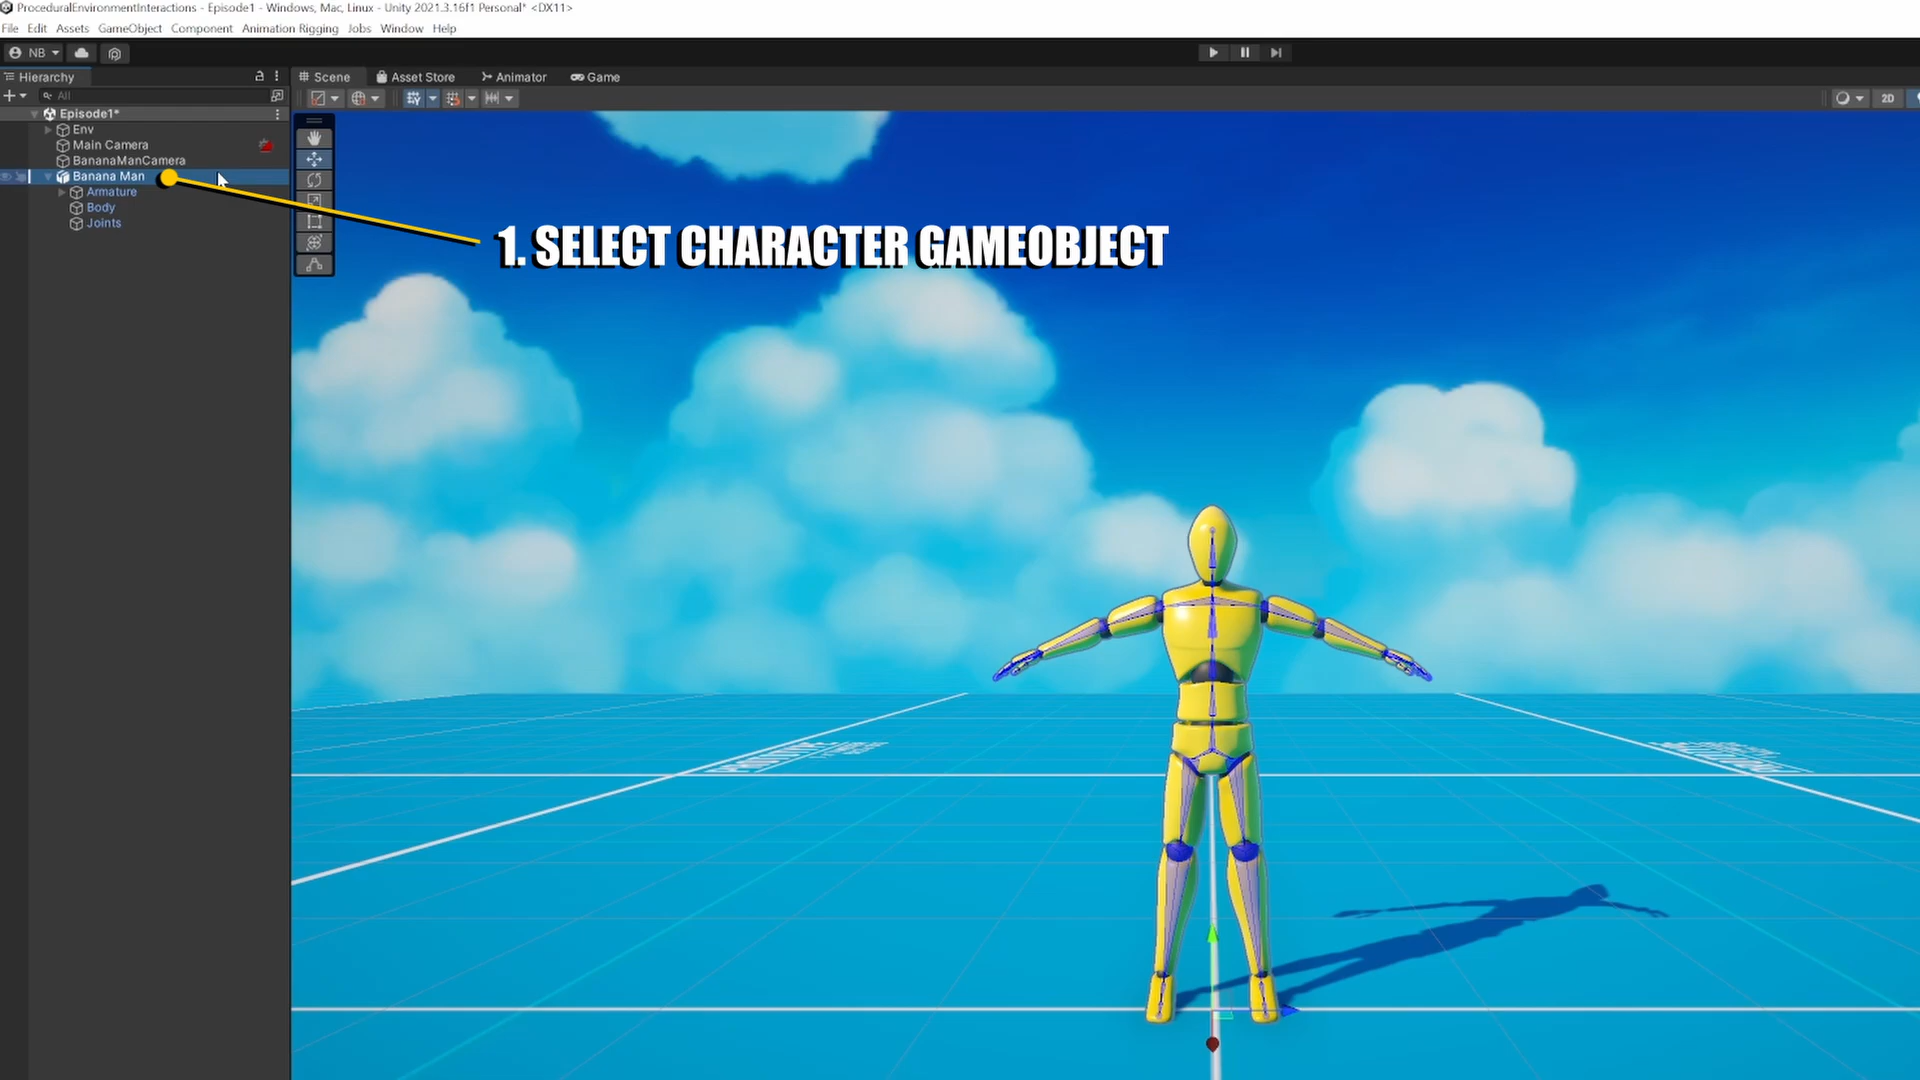 ProceduralEnvironmentInteractions - Episode1 - Windows, Mac, Linux - Unity 2021.3.16f1 Personal* <DX11>
File Edit Assets GameObject Component Animation Rigging Jobs Window Help
NB
Hierarchy
Scene Asset Store Animator Game
All
2D
Episode1*
Env
Main Camera
BananaManCamera
Banana Man
Armature
Body
Joints
1. SELECT CHARACTER GAMEOBJECT
PROTOTYPE